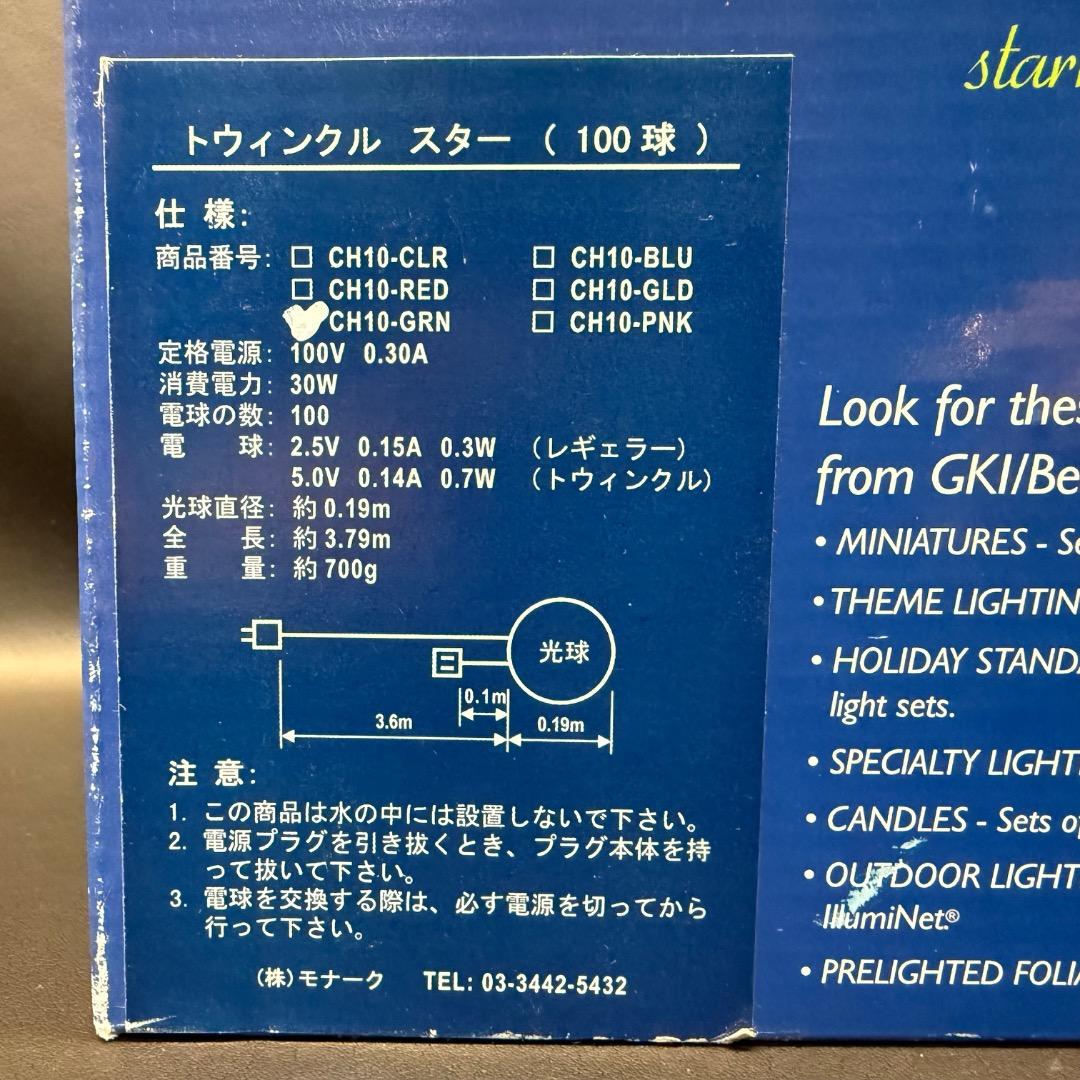 トウィンクル スター ( 100 球 )
仕 様:
商品番号: □ CH10-CLR □ CH10-BLU
□ CH10-RED □ CH10-GLD
CH10-GRN □ CH10-PNK
定格電源: 100V 0.30A
消費電力: 30W
電球の数: 100
電 球: 2.5V 0.15A 0.3W (レギェラー)
5.0V 0.14A 0.7W (トウィンクル)
光球直径: 約 0.19m
全 長: 約 3.79m
重 量: 約 700g
光球
0.1m
3.6m
0.19m
注 意:
1. この商品は水の中には設置しないで下さい。
2. 電源プラグを引き抜くとき、プラグ本体を持
って抜いて下さい。
3. 電球を交換する際は、必す電源を切ってから
行って下さい。
(株)モナーク TEL: 03-3442-5432
star
Look for thes
from GKI/Be
• MINIATURES - Se
• THEME LIGHTIN
• HOLIDAY STANDA
light sets.
• SPECIALTY LIGHTI
• CANDLES - Sets of
• OUTDOOR LIGHT
IllumiNet®
• PRELIGHTED FOLIA